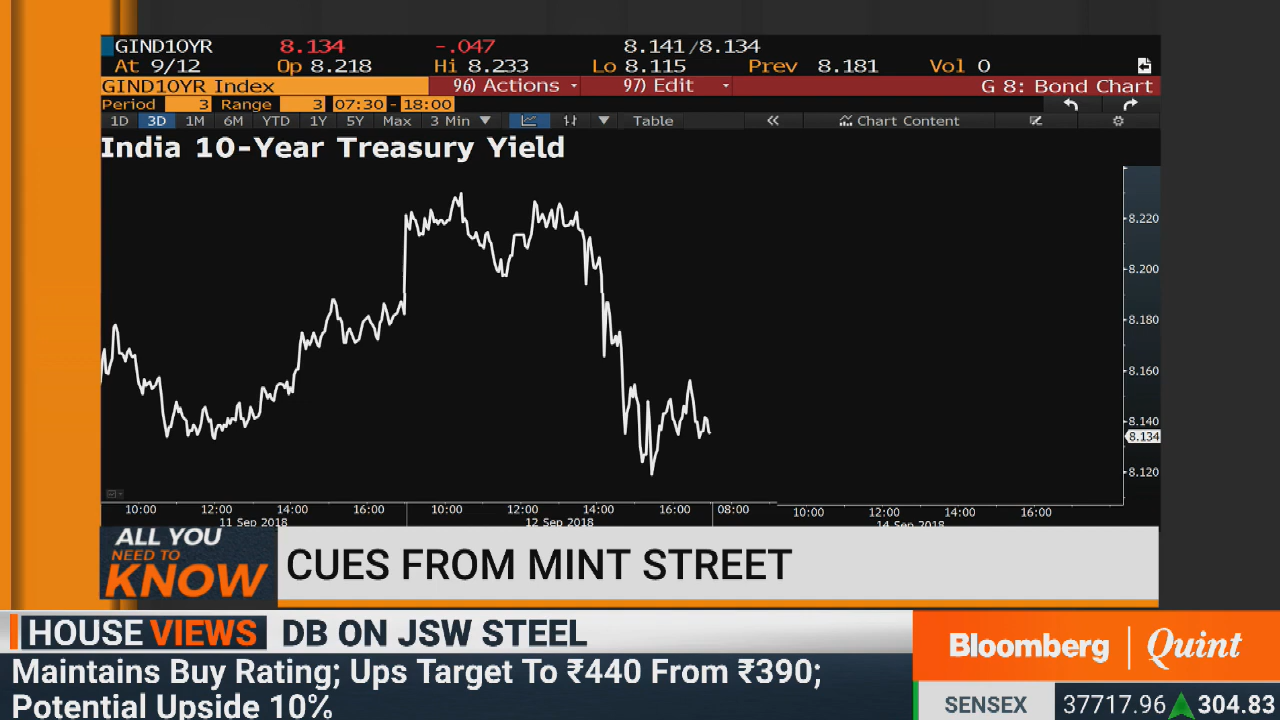 GIND10YR 8.134 -.047 8.141/8.134
At 9/12 Op 8.218 Hi 8.233 Lo 8.115 Prev 8.181 Vol 0
GIND10YR Index 96) Actions 97) Edit G 8: Bond Chart
Period 3 Range 3 07:30 - 18:00
1D 3D 1M 6M YTD 1Y 5Y Max 3 Min Table « Chart Content
India 10-Year Treasury Yield
8.220
8.200
8.180
8.160
8.140
8.134
8.120
10:00 12:00 14:00 16:00 10:00 12:00 14:00 16:00 08:00 10:00 12:00 14:00 16:00
11 Sep 2018 12 Sep 2018 14 Sep 2018
ALL YOU
NEED TO
KNOW
CUES FROM MINT STREET
HOUSE VIEWS DB ON JSW STEEL
Maintains Buy Rating; Ups Target To ₹440 From ₹390;
Potential Upside 10%
Bloomberg | Quint
SENSEX 37717.96 304.83